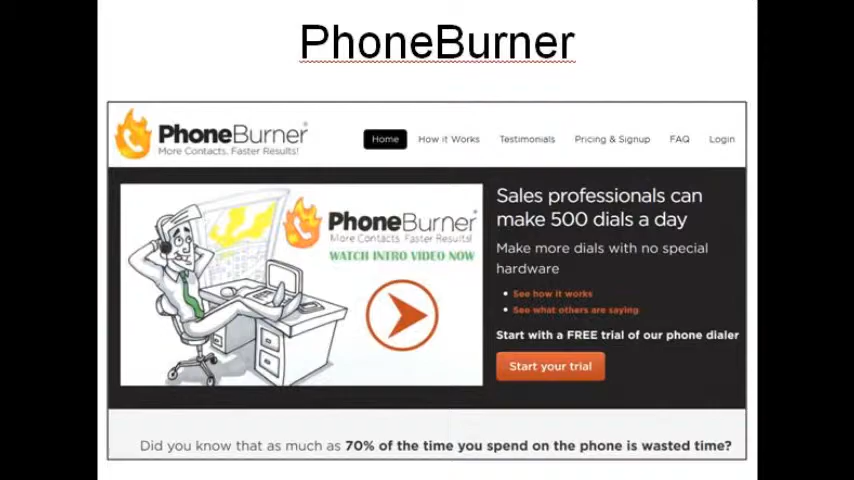 PhoneBurner
PhoneBurner®
More Contacts. Faster Results!
Home How it Works Testimonials Pricing & Signup FAQ Login
PhoneBurner®
More Contacts. Faster Results!
WATCH INTRO VIDEO NOW
Sales professionals can
make 500 dials a day
Make more dials with no special
hardware
• See how it works
• See what others are saying
Start with a FREE trial of our phone dialer
Start your trial
Did you know that as much as 70% of the time you spend on the phone is wasted time?